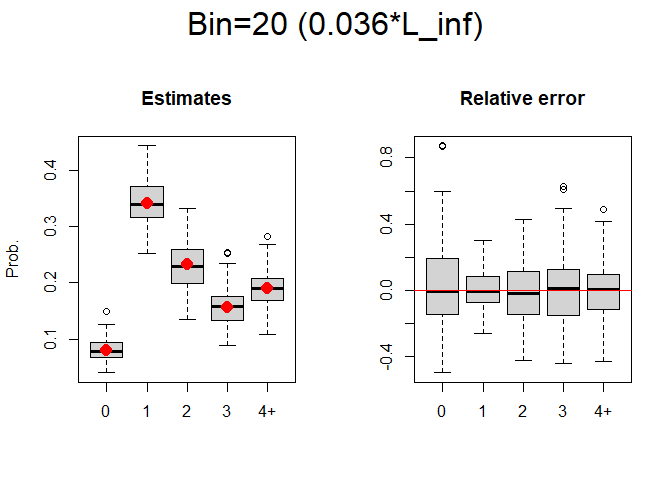 Bin=20 (0.036*L_inf)
Estimates
Prob.
0.4
0.3
0.2
0.1
0 1 2 3 4+
Relative error
0.8
0.4
0.0
-0.4
0 1 2 3 4+